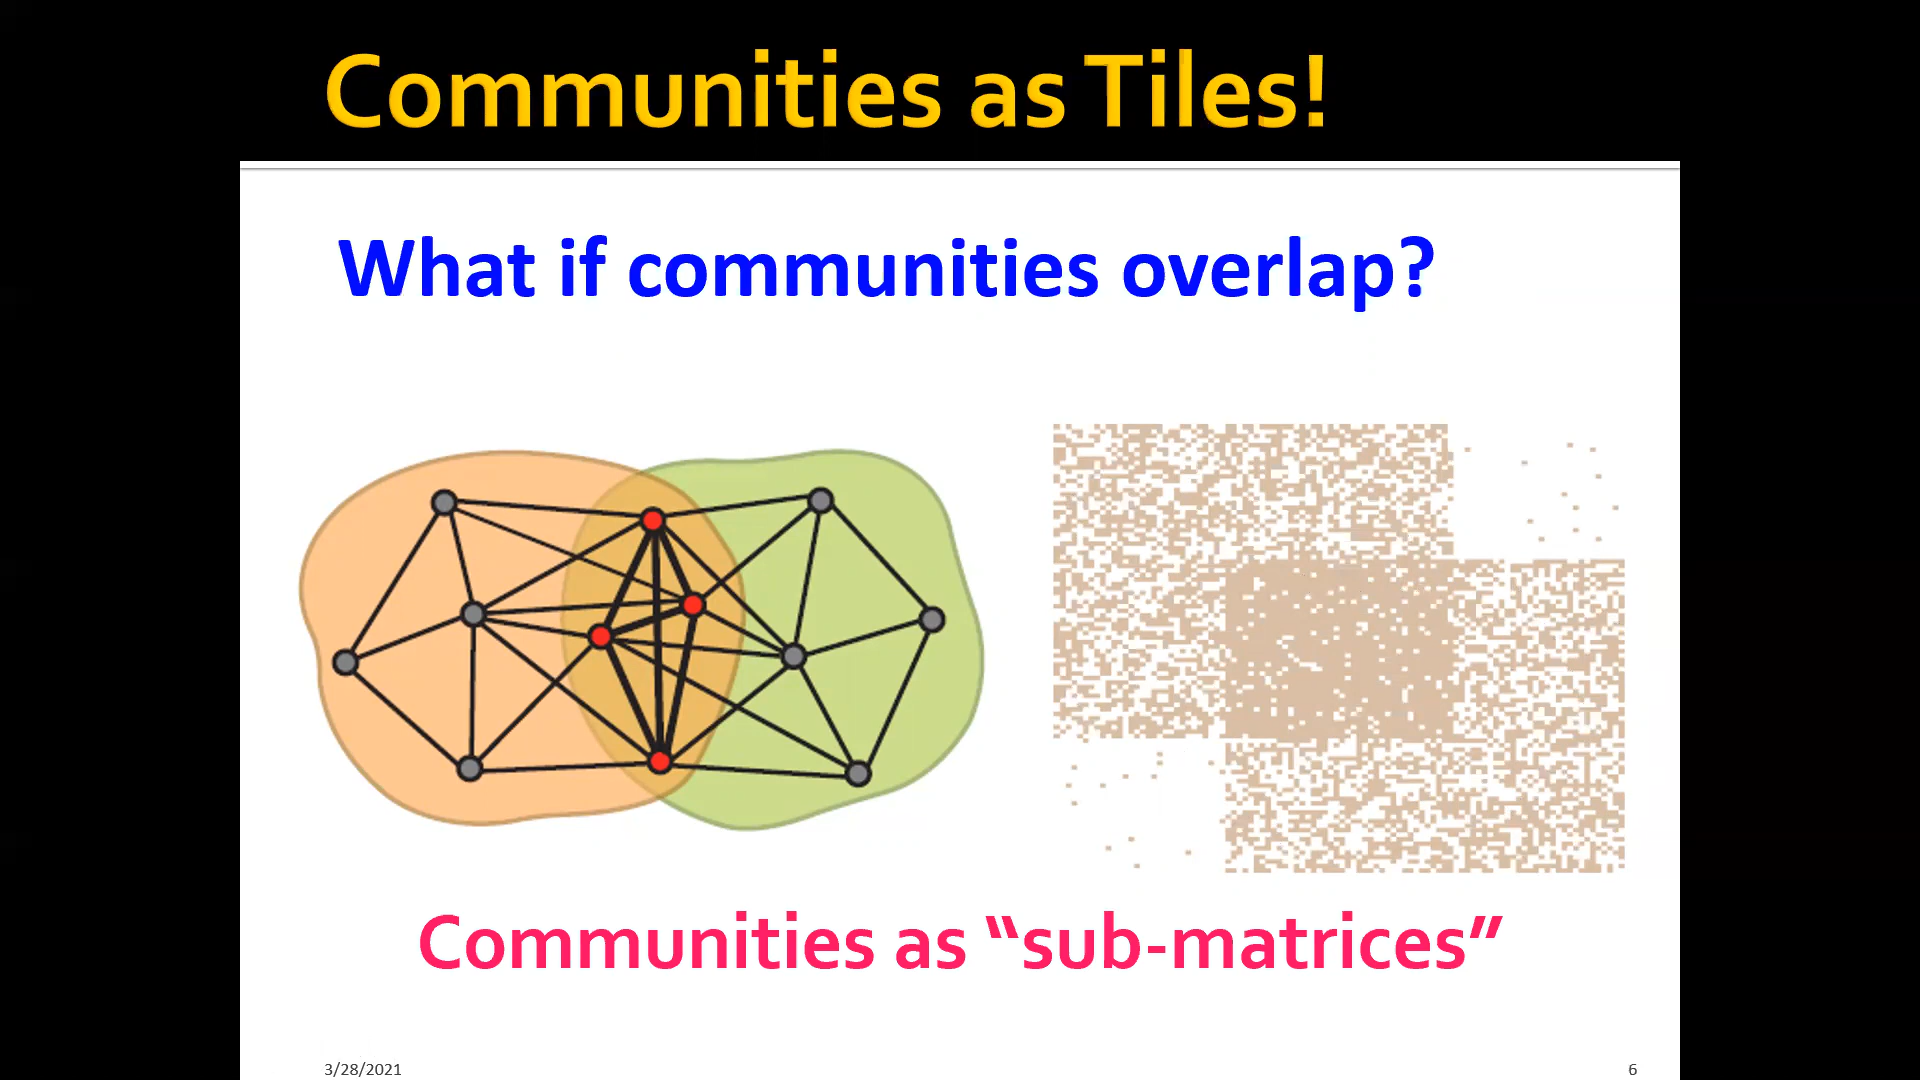 Communities as Tiles!
What if communities overlap?
Communities as “sub-matrices”
3/28/2021
6